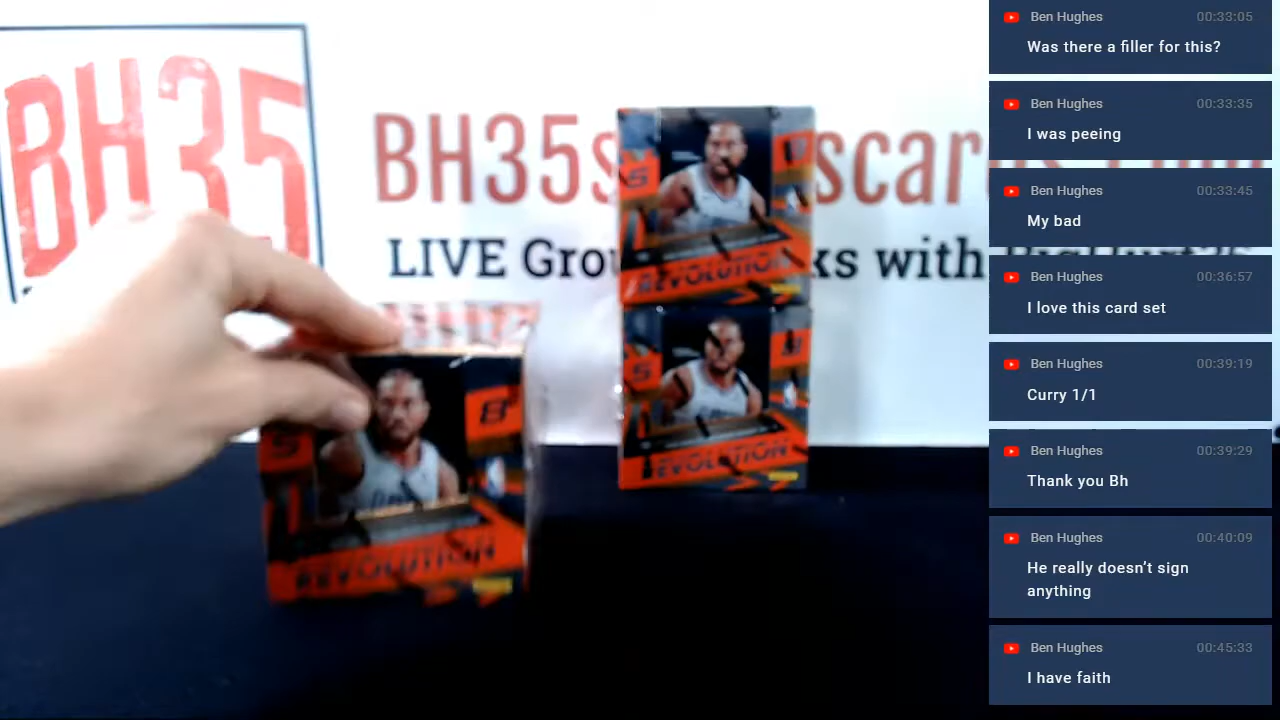 BH35
BH35s
scar
LIVE Grou
ks with
REVOLUTION
REVOLUTION
8
REVOLUTION
Ben Hughes 00:33:05
Was there a filler for this?
Ben Hughes 00:33:35
I was peeing
Ben Hughes 00:33:45
My bad
Ben Hughes 00:36:57
I love this card set
Ben Hughes 00:39:19
Curry 1/1
Ben Hughes 00:39:29
Thank you Bh
Ben Hughes 00:40:09
He really doesn't sign
anything
Ben Hughes 00:45:33
I have faith